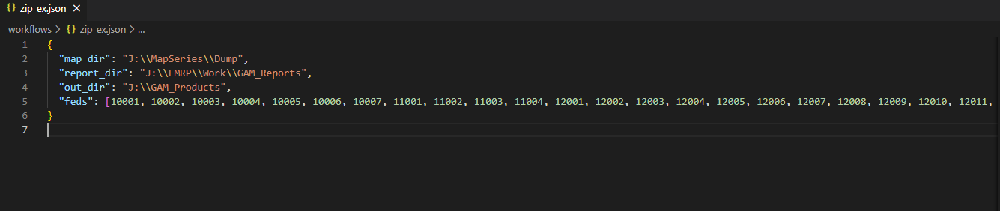 {} zip_ex.json ×
workflows > {} zip_ex.json > ...
1 {
2 "map_dir": "J:\\MapSeries\\Dump",
3 "report_dir": "J:\\EMRP\\Work\\GAM_Reports",
4 "out_dir": "J:\\GAM_Products",
5 "feds": [10001, 10002, 10003, 10004, 10005, 10006, 10007, 11001, 11002, 11003, 11004, 12001, 12002, 12003, 12004, 12005, 12006, 12007, 12008, 12009, 12010, 12011,
6 }
7